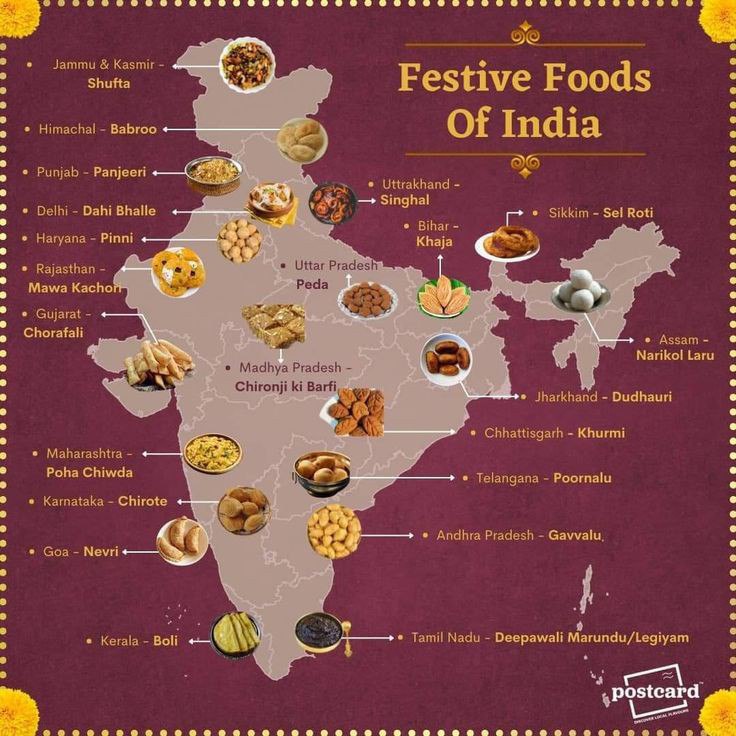 Festive Foods
Of India
Jammu & Kasmir -
Shufta
Himachal - Babroo
Punjab - Panjeeri
Delhi - Dahi Bhalle
Haryana - Pinni
Rajasthan -
Mawa Kachori
Gujarat -
Chorafali
Uttrakhand -
Singhal
Bihar -
Khaja
Sikkim - Sel Roti
Uttar Pradesh
Peda
Madhya Pradesh -
Chironji ki Barfi
Assam -
Narikol Laru
Jharkhand - Dudhauri
Chhattisgarh - Khurmi
Maharashtra -
Poha Chiwda
Telangana - Poornalu
Karnataka - Chirote
Andhra Pradesh - Gavvalu
Goa - Nevri
Kerala - Boli
Tamil Nadu - Deepawali Marundu/Legiyam
postcard
DISCOVER LOCAL FLAVOURS